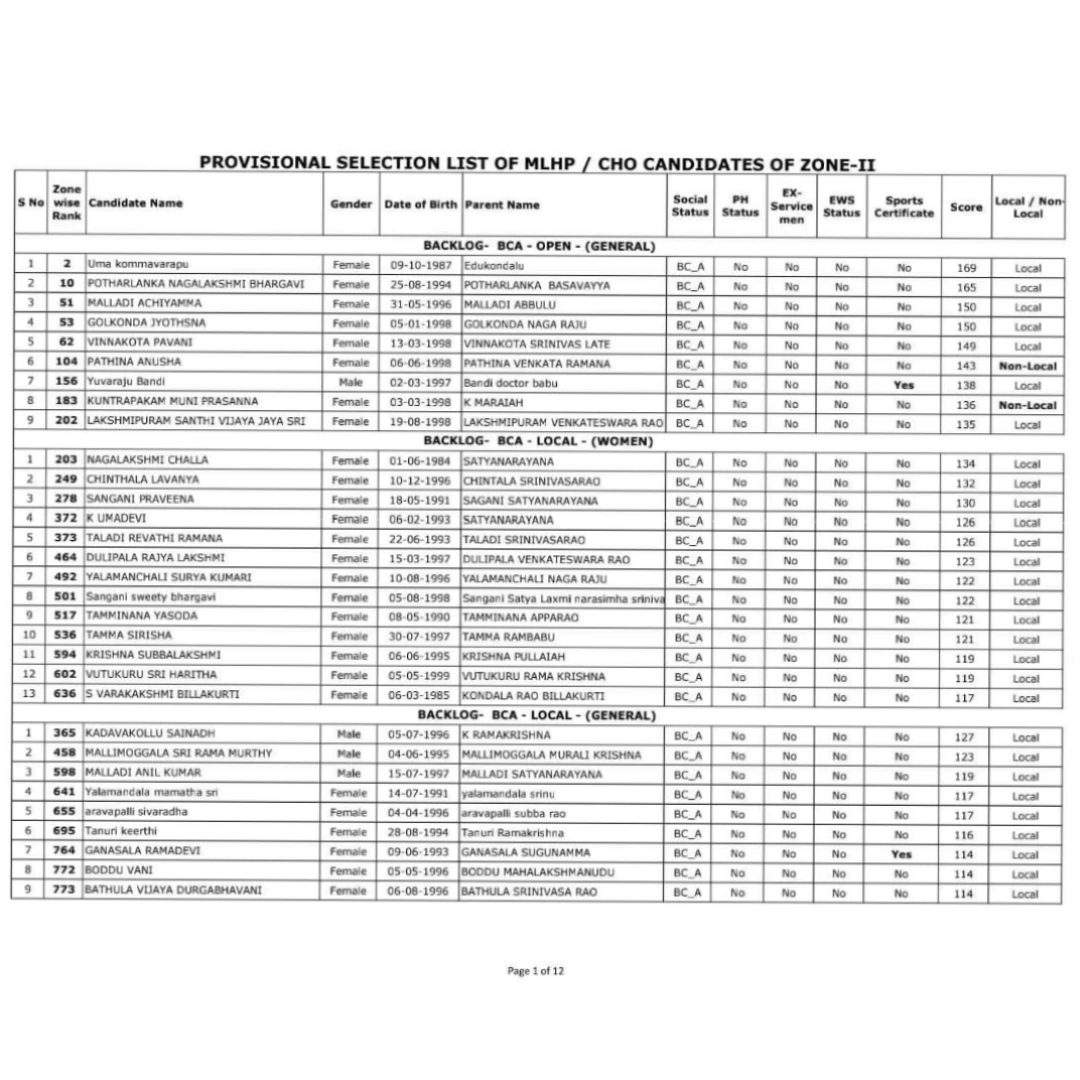 PROVISIONAL SELECTION LIST OF MLHP / CHO CANDIDATES OF ZONE-II
S No Zone wise Rank Candidate Name Gender Date of Birth Parent Name Social Status PH Status EX-Service men EWS Status Sports Certificate Score Local / Non-Local
BACKLOG- BCA - OPEN - (GENERAL)
1 2 Uma kommavarapu Female 09-10-1987 Edukondalu BC_A No No No No 169 Local
2 10 POTHARLANKA NAGALAKSHMI BHARGAVI Female 25-08-1994 POTHARLANKA BASAVAYYA BC_A No No No No 165 Local
3 51 MALLADI ACHIYAMMA Female 31-05-1996 MALLADI ABBULU BC_A No No No No 150 Local
4 53 GOLKONDA JYOTHSNA Female 05-01-1998 GOLKONDA NAGA RAJU BC_A No No No No 150 Local
5 62 VINNAKOTA PAVANI Female 13-03-1998 VINNAKOTA SRINIVAS LATE BC_A No No No No 149 Local
6 104 PATHINA ANUSHA Female 06-06-1998 PATHINA VENKATA RAMANA BC_A No No No No 143 Non-Local
7 156 Yuvaraju Bandi Male 02-03-1997 Bandi doctor babu BC_A No No No Yes 138 Local
8 183 KUNTRAPAKAM MUNI PRASANNA Female 03-03-1998 K MARAIAH BC_A No No No No 136 Non-Local
9 202 LAKSHMIPURAM SANTHI VIJAYA JAYA SRI Female 19-08-1998 LAKSHMIPURAM VENKATESWARA RAO BC_A No No No No 135 Local
BACKLOG- BCA - LOCAL - (WOMEN)
1 203 NAGALAKSHMI CHALLA Female 01-06-1984 SATYANARAYANA BC_A No No No No 134 Local
2 249 CHINTHALA LAVANYA Female 10-12-1996 CHINTALA SRINIVASARAO BC_A No No No No 132 Local
3 278 SANGANI PRAVEENA Female 18-05-1991 SAGANI SATYANARAYANA BC_A No No No No 130 Local
4 372 K UMADEVI Female 06-02-1993 SATYANARAYANA BC_A No No No No 126 Local
5 373 TALADI REVATHI RAMANA Female 22-06-1993 TALADI SRINIVASARAO BC_A No No No No 126 Local
6 464 DULIPALA RAJYA LAKSHMI Female 15-03-1997 DULIPALA VENKATESWARA RAO BC_A No No No No 123 Local
7 492 YALAMANCHALI SURYA KUMARI Female 10-08-1996 YALAMANCHALI NAGA RAJU BC_A No No No No 122 Local
8 501 Sangani sweety bhargavi Female 05-08-1998 Sangani Satya Laxmi narasimha sriniva BC_A No No No No 122 Local
9 517 TAMMINANA YASODA Female 08-05-1990 TAMMINANA APPARAO BC_A No No No No 121 Local
10 536 TAMMA SIRISHA Female 30-07-1997 TAMMA RAMBABU BC_A No No No No 121 Local
11 594 KRISHNA SUBBALAKSHMI Female 06-06-1995 KRISHNA PULLAIAH BC_A No No No No 119 Local
12 602 VUTUKURU SRI HARITHA Female 05-05-1999 VUTUKURU RAMA KRISHNA BC_A No No No No 119 Local
13 636 S VARAKAKSHMI BILLAKURTI Female 06-03-1985 KONDALA RAO BILLAKURTI BC_A No No No No 117 Local
BACKLOG- BCA - LOCAL - (GENERAL)
1 365 KADAVAKOLLU SAINADH Male 05-07-1996 K RAMAKRISHNA BC_A No No No No 127 Local
2 458 MALLIMOGGALA SRI RAMA MURTHY Male 04-06-1995 MALLIMOGGALA MURALI KRISHNA BC_A No No No No 123 Local
3 598 MALLADI ANIL KUMAR Male 15-07-1997 MALLADI SATYANARAYANA BC_A No No No No 119 Local
4 641 Yalamandala mamatha sri Female 14-07-1991 yalamandala srinu BC_A No No No No 117 Local
5 655 aravapalli sivaradha Female 04-04-1996 aravapalli subba rao BC_A No No No No 117 Local
6 695 Tanuri keerthi Female 28-08-1994 Tanuri Ramakrishna BC_A No No No No 116 Local
7 764 GANASALA RAMADEVI Female 09-06-1993 GANASALA SUGUNAMMA BC_A No No No Yes 114 Local
8 772 BODDU VANI Female 05-05-1996 BODDU MAHALAKSHMANUDU BC_A No No No No 114 Local
9 773 BATHULA VIJAYA DURGABHAVANI Female 06-08-1996 BATHULA SRINIVASA RAO BC_A No No No No 114 Local
Page 1 of 12